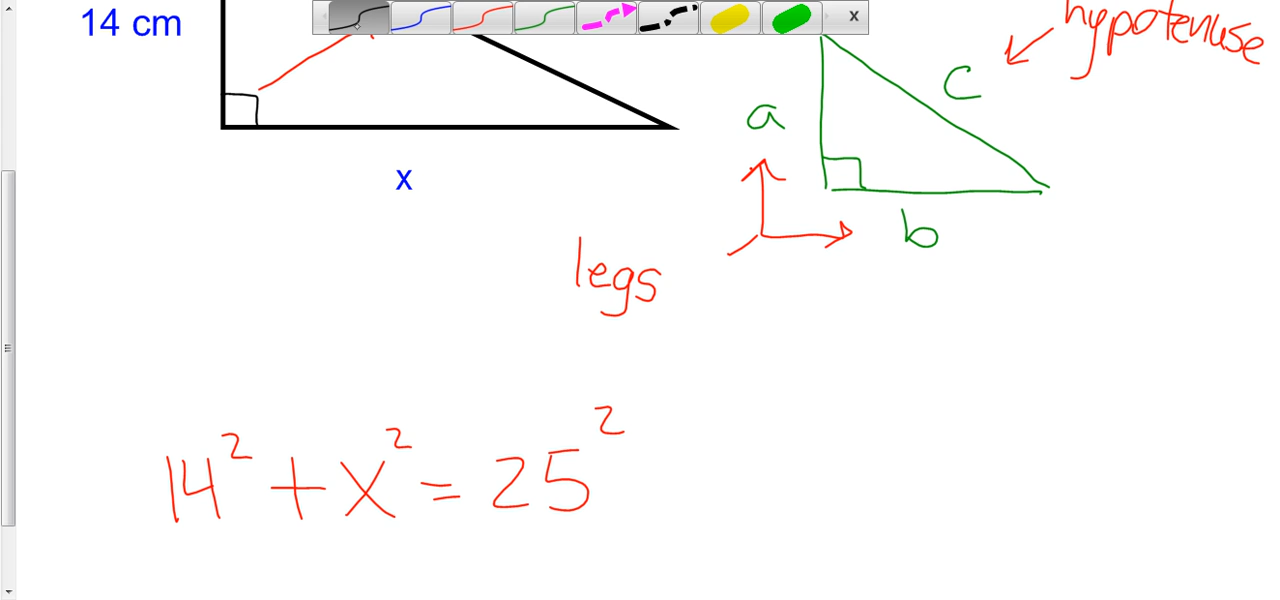 14 cm
hypotenuse
c
a
x
b
legs
14² + x² = 25²